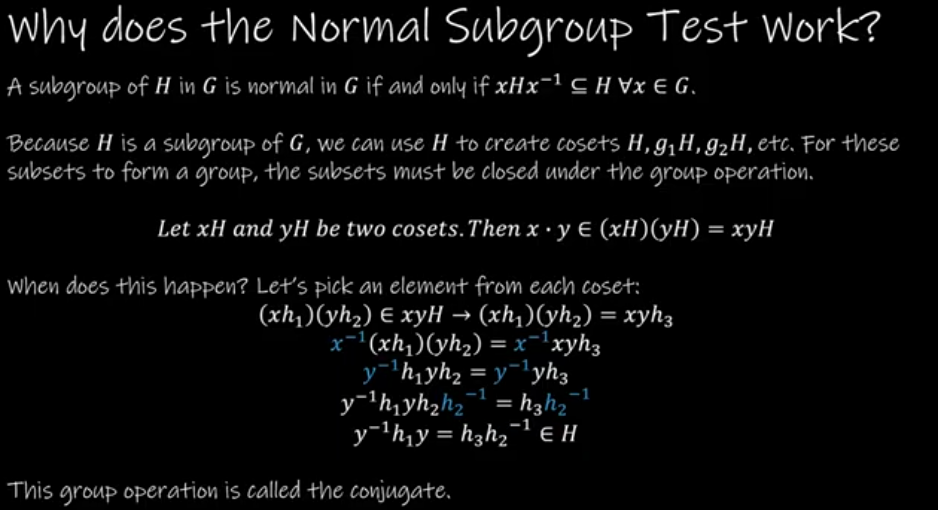 Why does the Normal Subgroup Test Work?
A subgroup of H in G is normal in G if and only if xHx⁻¹ ⊆ H ∀x ∈ G.
Because H is a subgroup of G, we can use H to create cosets H, g₁H, g₂H, etc. For these
subsets to form a group, the subsets must be closed under the group operation.
Let xH and yH be two cosets. Then x · y ∈ (xH)(yH) = xyH
When does this happen? Let's pick an element from each coset:
(xh₁)(yh₂) ∈ xyH → (xh₁)(yh₂) = xyh₃
x⁻¹(xh₁)(yh₂) = x⁻¹xyh₃
y⁻¹h₁yh₂ = y⁻¹yh₃
y⁻¹h₁yh₂h₂⁻¹ = h₃h₂⁻¹
y⁻¹h₁y = h₃h₂⁻¹ ∈ H
This group operation is called the conjugate.